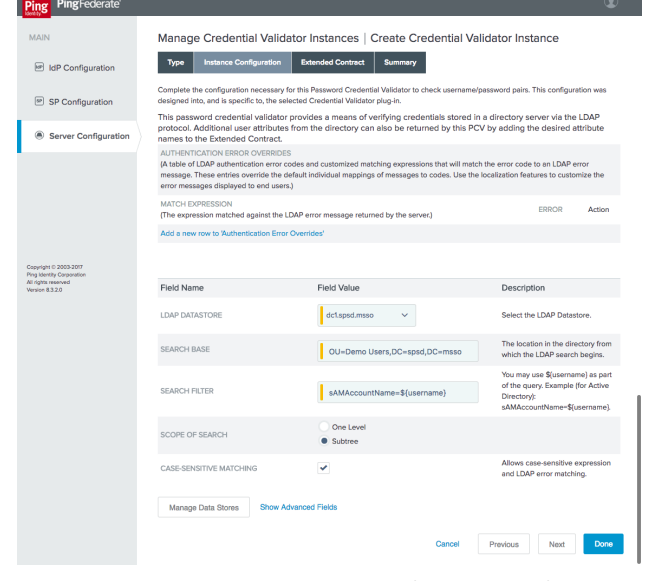 Ping
Identity
PingFederate®
MAIN
Manage Credential Validator Instances | Create Credential Validator Instance
IdP IdP Configuration
SP SP Configuration
Server Configuration
Type
Instance Configuration
Extended Contract
Summary
Complete the configuration necessary for this Password Credential Validator to check username/password pairs. This configuration was
designed into, and is specific to, the selected Credential Validator plug-in.
This password credential validator provides a means of verifying credentials stored in a directory server via the LDAP
protocol. Additional user attributes from the directory can also be returned by this PCV by adding the desired attribute
names to the Extended Contract.
AUTHENTICATION ERROR OVERRIDES
(A table of LDAP authentication error codes and customized matching expressions that will match the error code to an LDAP error
message. These entries override the default individual mappings of messages to codes. Use the localization features to customize the
error messages displayed to end users.)
MATCH EXPRESSION
(The expression matched against the LDAP error message returned by the server.)
ERROR
Action
Add a new row to 'Authentication Error Overrides'
Copyright © 2003-2017
Ping Identity Corporation
All rights reserved
Version 8.3.2.0
Field Name
Field Value
Description
LDAP DATASTORE
dc1.spsd.msso
Select the LDAP Datastore.
SEARCH BASE
OU=Demo Users,DC=spsd,DC=msso
The location in the directory from
which the LDAP search begins.
SEARCH FILTER
sAMAccountName=${username}
You may use ${username} as part
of the query. Example (for Active
Directory):
sAMAccountName=${username}.
SCOPE OF SEARCH
One Level
Subtree
CASE-SENSITIVE MATCHING
Allows case-sensitive expression
and LDAP error matching.
Manage Data Stores
Show Advanced Fields
Cancel
Previous
Next
Done